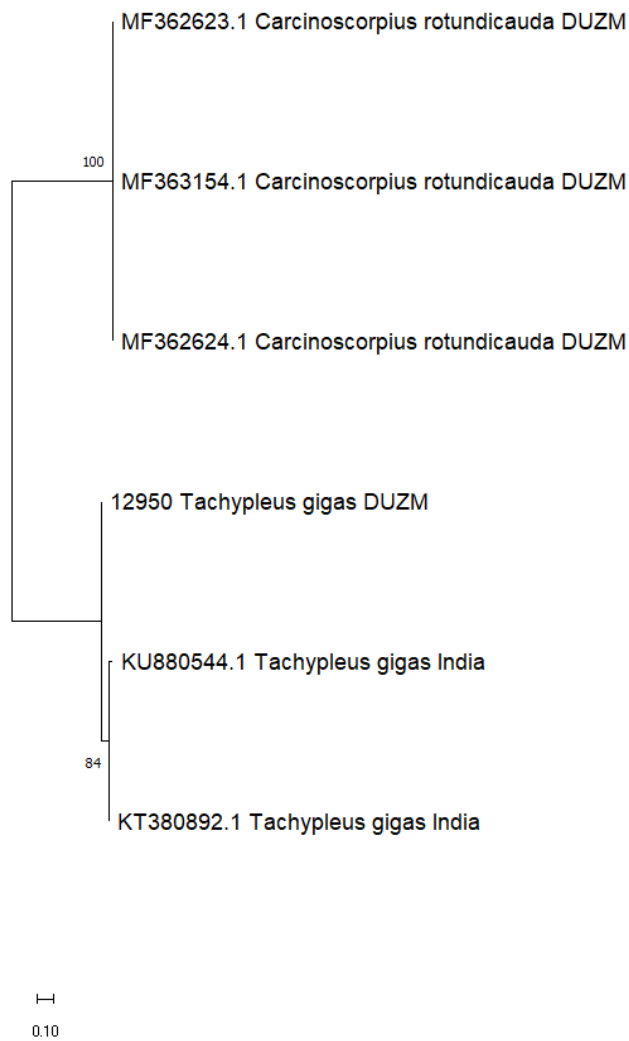 MF362623.1 Carcinoscorpius rotundicauda DUZM
100
MF363154.1 Carcinoscorpius rotundicauda DUZM
MF362624.1 Carcinoscorpius rotundicauda DUZM
12950 Tachypleus gigas DUZM
KU880544.1 Tachypleus gigas India
84
KT380892.1 Tachypleus gigas India
0.10